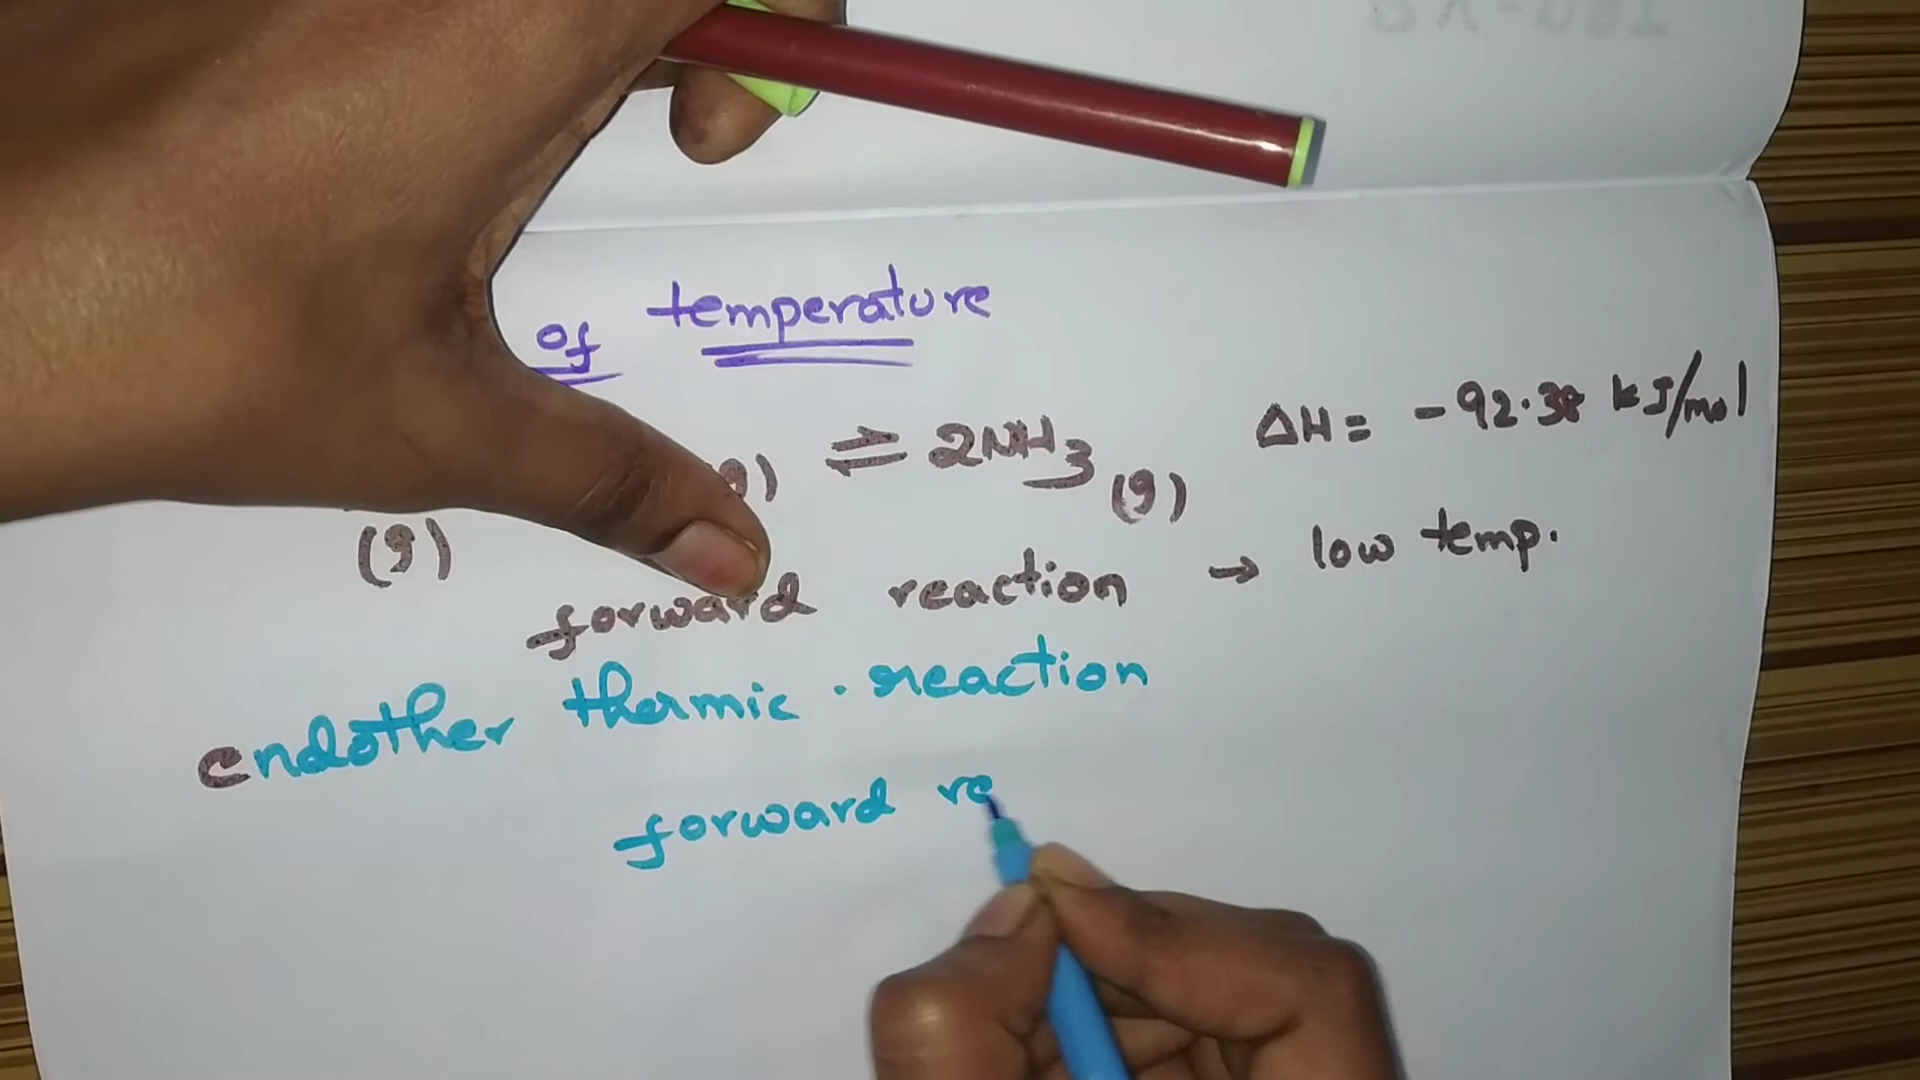 of temperature
(g) ⇌ 2NH3 (g) ΔH = -92.38 kJ/mol
(g)
forward reaction → low temp.
endother thermic . reaction
forward re